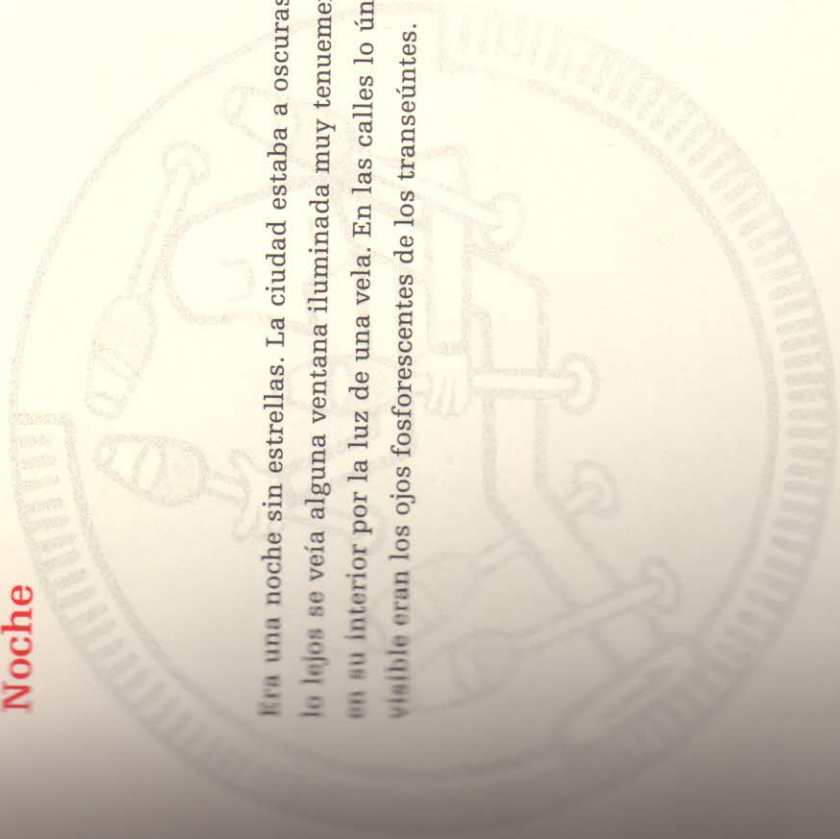 Noche
Era una noche sin estrellas. La ciudad estaba a oscuras
lo lejos se veía alguna ventana iluminada muy tenueme
en su interior por la luz de una vela. En las calles lo ún
visible eran los ojos fosforescentes de los transeúntes.